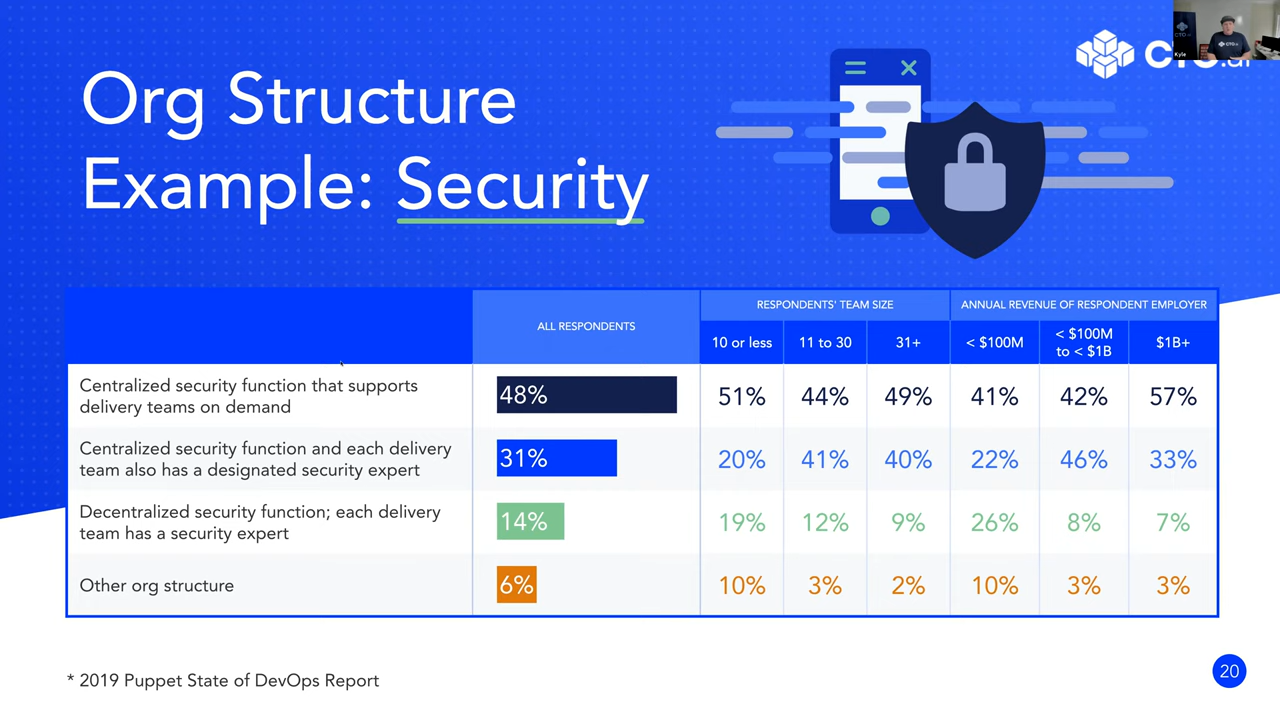 Org Structure
Example: Security
Kyle
ALL RESPONDENTS
RESPONDENTS' TEAM SIZE
ANNUAL REVENUE OF RESPONDENT EMPLOYER
10 or less
11 to 30
31+
< $100M
< $100M
to < $1B
$1B+
Centralized security function that supports
delivery teams on demand
48%
51%
44%
49%
41%
42%
57%
Centralized security function and each delivery
team also has a designated security expert
31%
20%
41%
40%
22%
46%
33%
Decentralized security function; each delivery
team has a security expert
14%
19%
12%
9%
26%
8%
7%
Other org structure
6%
10%
3%
2%
10%
3%
3%
* 2019 Puppet State of DevOps Report
20